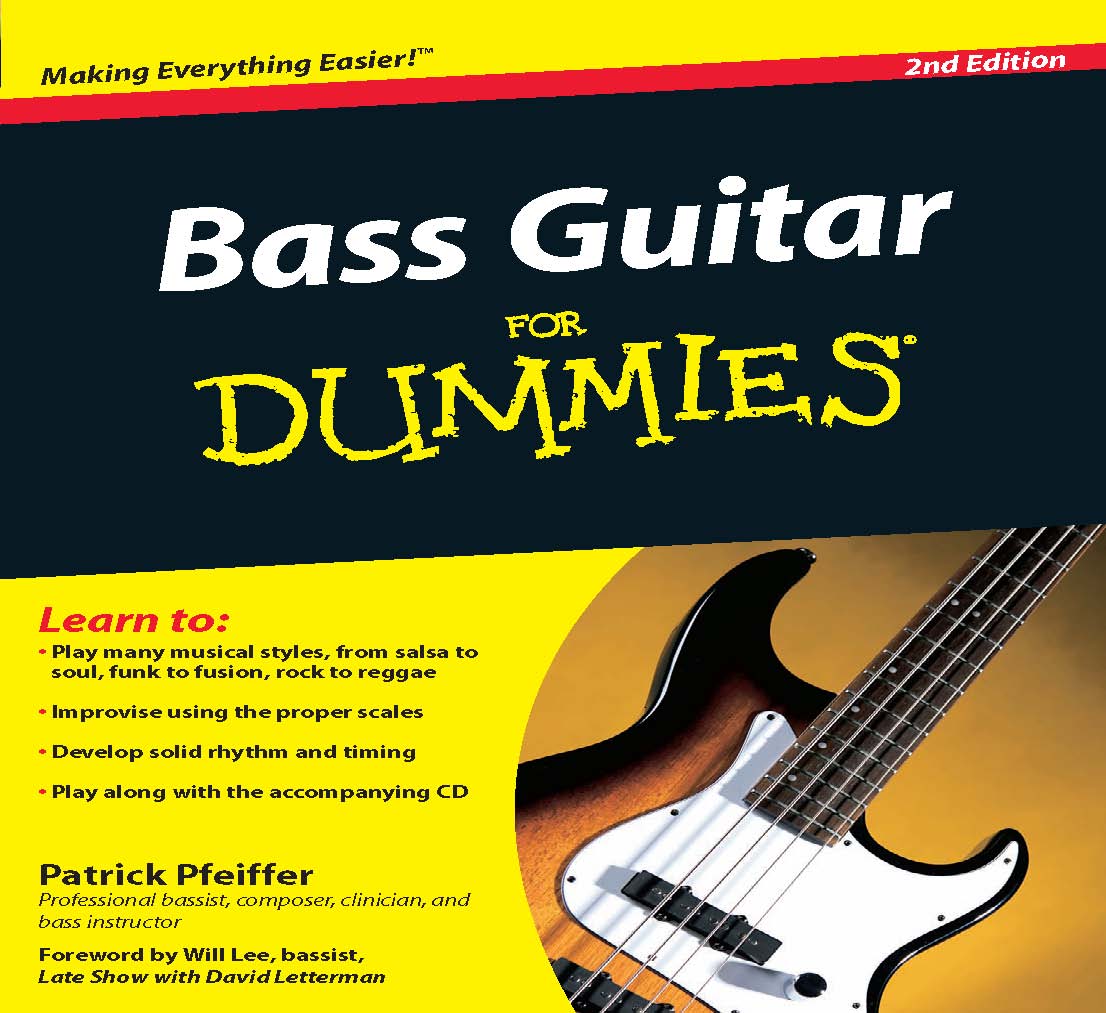 Making Everything Easier!™
2nd Edition
Bass Guitar
FOR
DUMMIES®
Learn to:
• Play many musical styles, from salsa to
soul, funk to fusion, rock to reggae
• Improvise using the proper scales
• Develop solid rhythm and timing
• Play along with the accompanying CD
Patrick Pfeiffer
Professional bassist, composer, clinician, and
bass instructor
Foreword by Will Lee, bassist,
Late Show with David Letterman